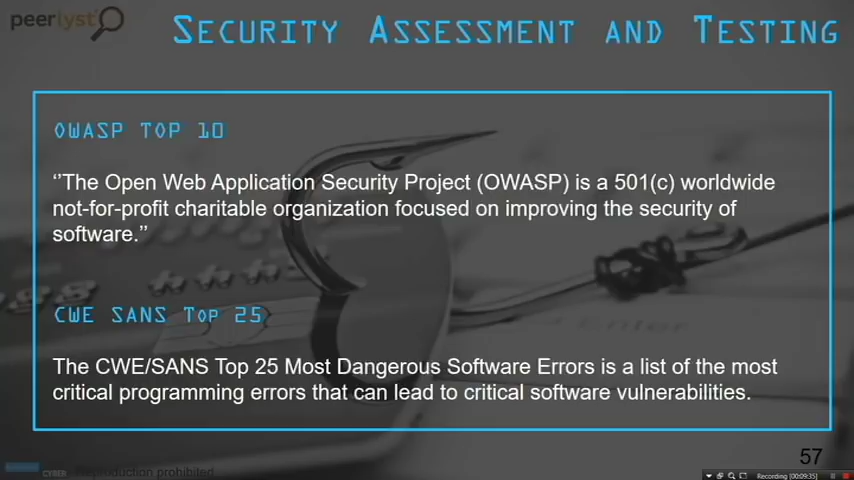 peerlyst
SECURITY ASSESSMENT AND TESTING
OWASP TOP 10
‘’The Open Web Application Security Project (OWASP) is a 501(c) worldwide
not-for-profit charitable organization focused on improving the security of
software.’’
CWE SANS TOP 25
The CWE/SANS Top 25 Most Dangerous Software Errors is a list of the most
critical programming errors that can lead to critical software vulnerabilities.
57
CYBER Reproduction prohibited
Recording [00:09:35]